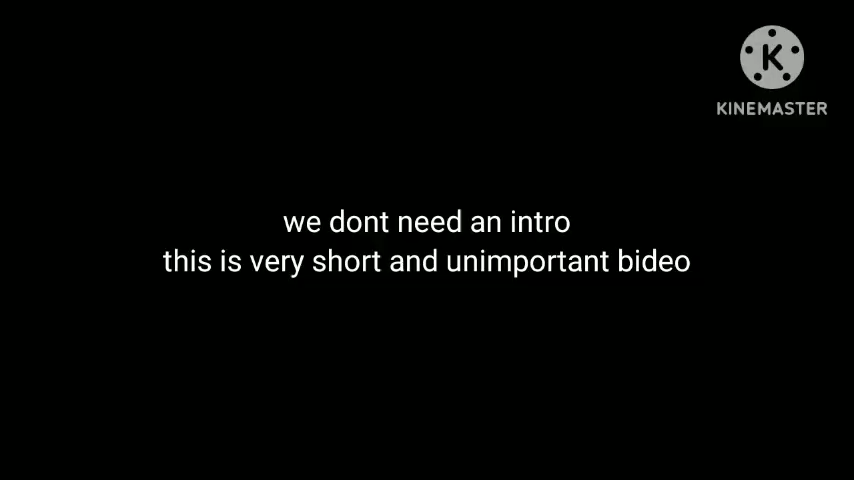 K
KINEMASTER
we dont need an intro
this is very short and unimportant bideo